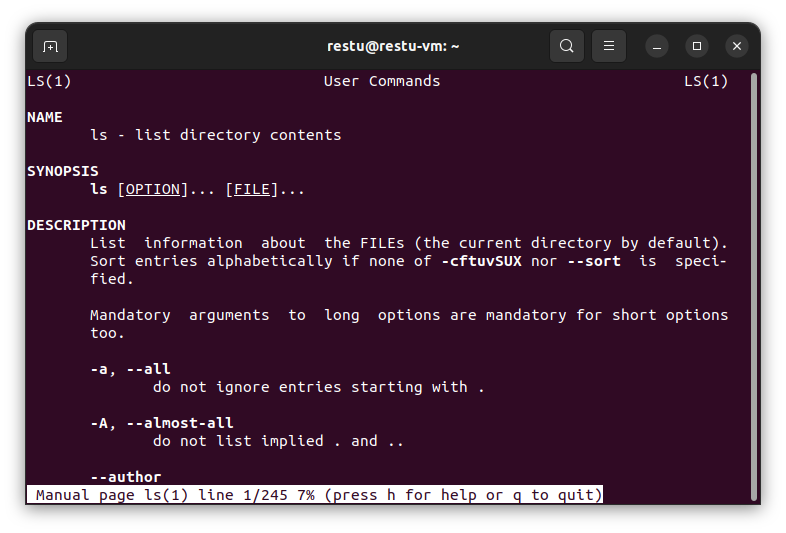 restu@restu-vm: ~
LS(1) User Commands LS(1)
NAME
ls - list directory contents
SYNOPSIS
ls [OPTION]... [FILE]...
DESCRIPTION
List information about the FILEs (the current directory by default).
Sort entries alphabetically if none of -cftuvSUX nor --sort is speci-
fied.
Mandatory arguments to long options are mandatory for short options
too.
-a, --all
do not ignore entries starting with .
-A, --almost-all
do not list implied . and ..
--author
Manual page ls(1) line 1/245 7% (press h for help or q to quit)